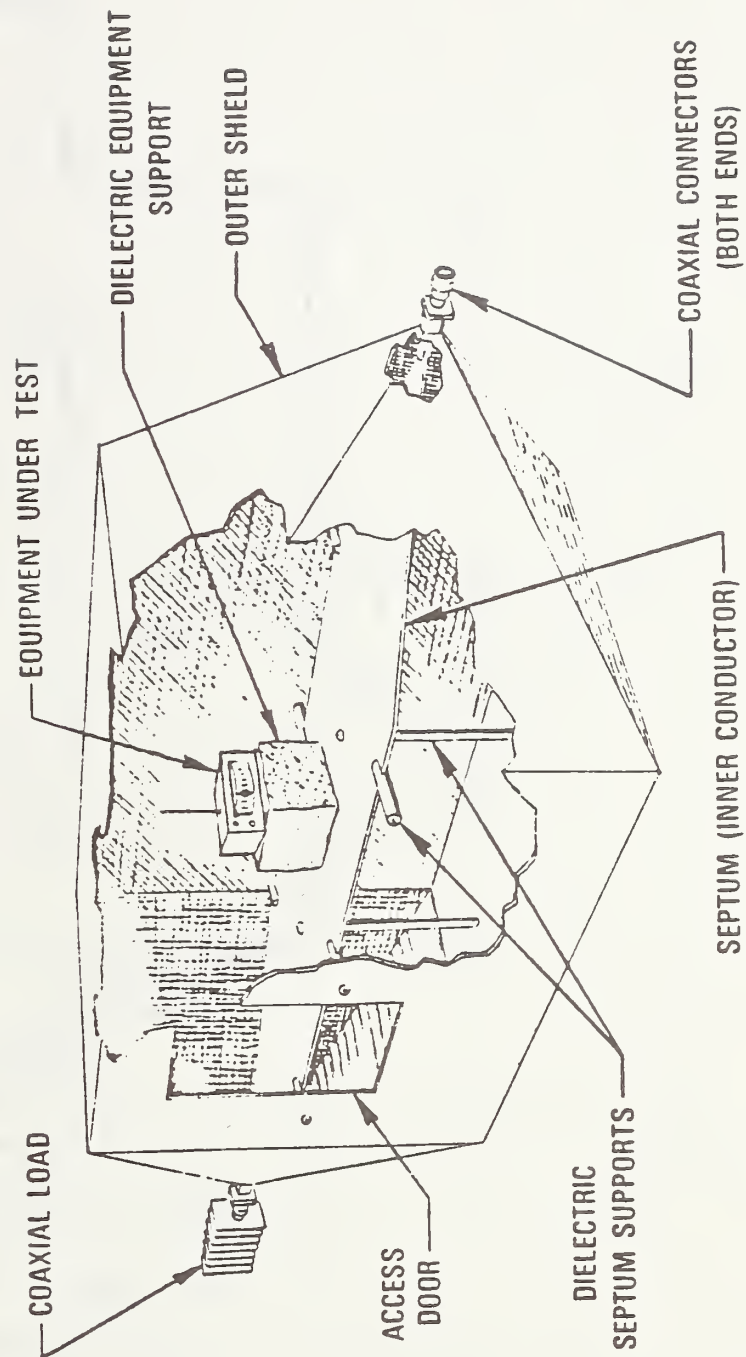 COAXIAL LOAD
EQUIPMENT UNDER TEST
DIELECTRIC EQUIPMENT
SUPPORT
OUTER SHIELD
ACCESS
DOOR
DIELECTRIC
SEPTUM SUPPORTS
SEPTUM (INNER CONDUCTOR)
COAXIAL CONNECTORS
(BOTH ENDS)